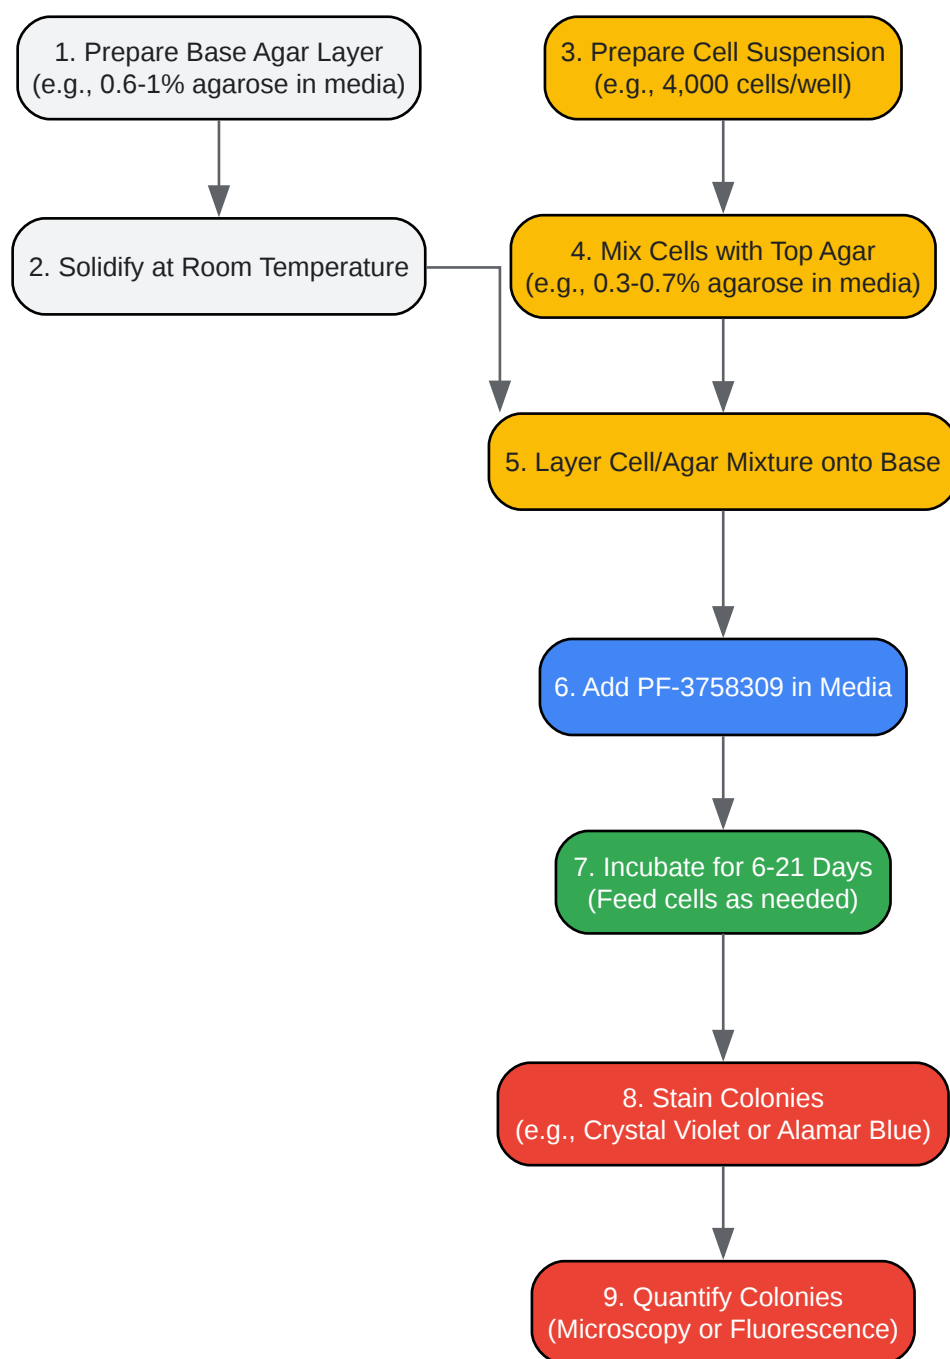 1. Prepare Base Agar Layer
(e.g., 0.6-1% agarose in media)
2. Solidify at Room Temperature
3. Prepare Cell Suspension
(e.g., 4,000 cells/well)
4. Mix Cells with Top Agar
(e.g., 0.3-0.7% agarose in media)
5. Layer Cell/Agar Mixture onto Base
6. Add PF-3758309 in Media
7. Incubate for 6-21 Days
(Feed cells as needed)
8. Stain Colonies
(e.g., Crystal Violet or Alamar Blue)
9. Quantify Colonies
(Microscopy or Fluorescence)